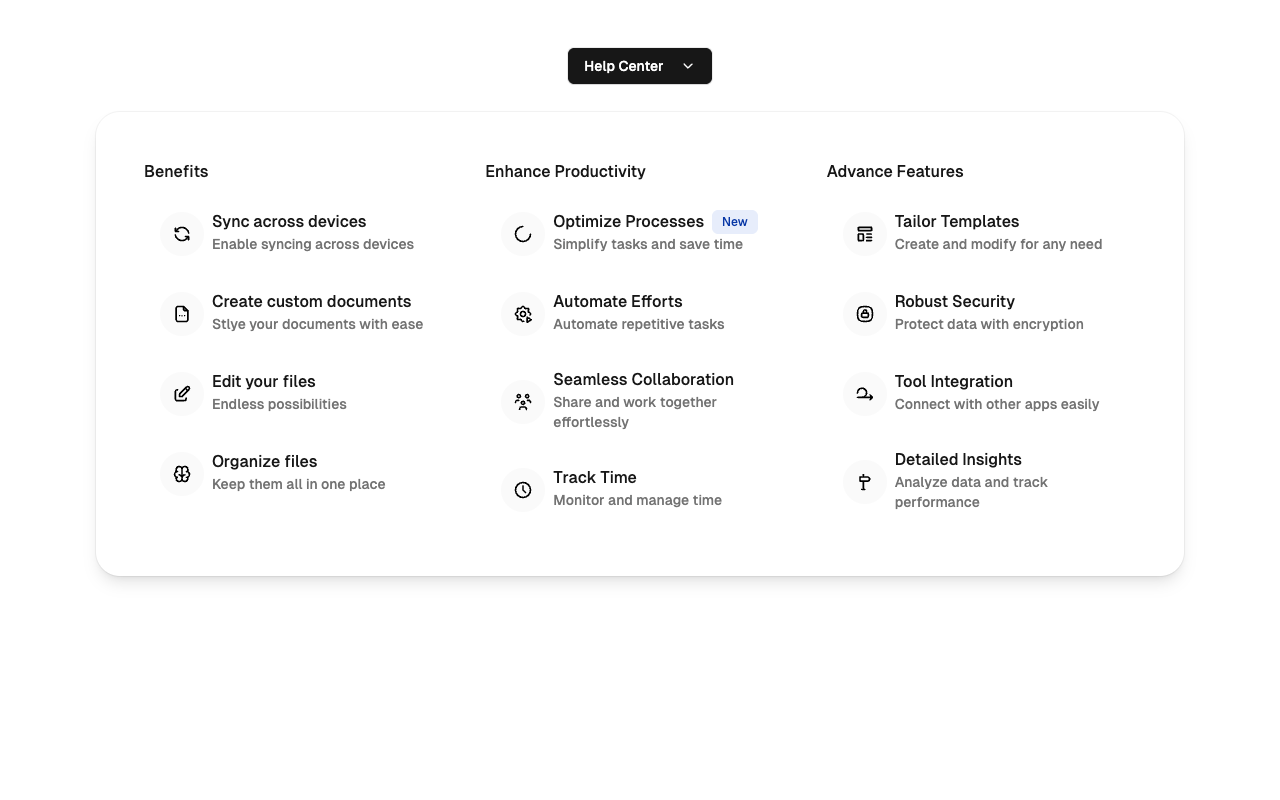 Help Center
Benefits
Sync across devices
Enable syncing across devices
Create custom documents
Stlye your documents with ease
Edit your files
Endless possibilities
Organize files
Keep them all in one place
Enhance Productivity
Optimize Processes New
Simplify tasks and save time
Automate Efforts
Automate repetitive tasks
Seamless Collaboration
Share and work together
effortlessly
Track Time
Monitor and manage time
Advance Features
Tailor Templates
Create and modify for any need
Robust Security
Protect data with encryption
Tool Integration
Connect with other apps easily
Detailed Insights
Analyze data and track
performance